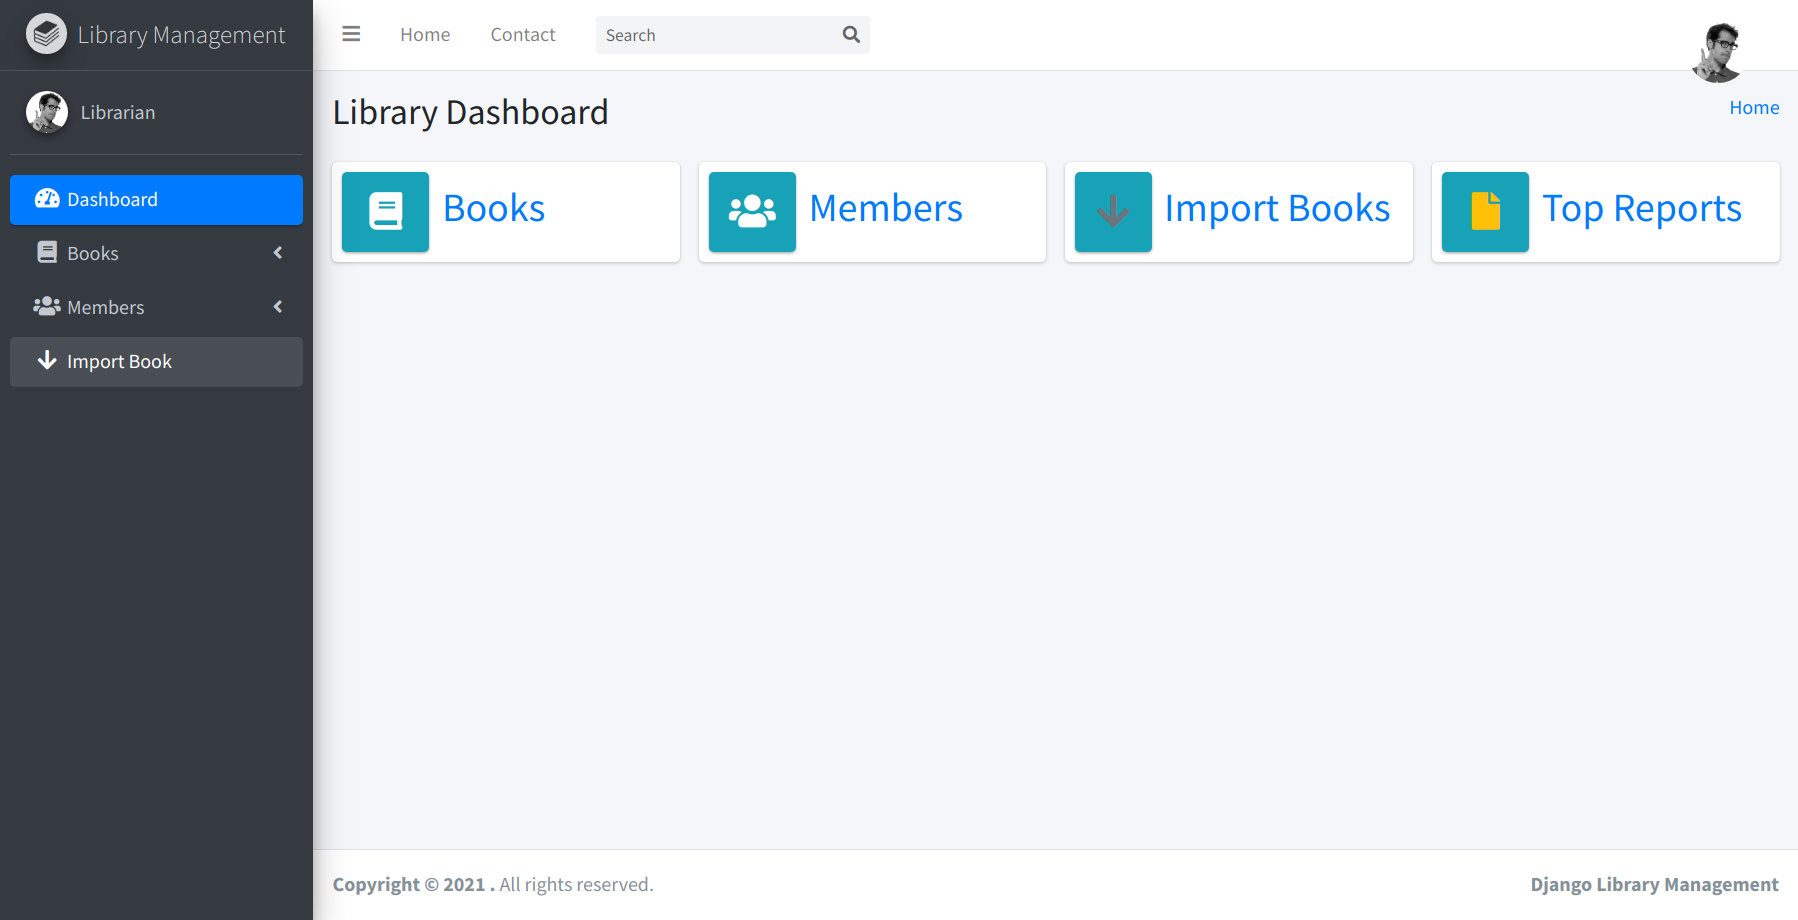 Library Management
Home
Contact
Search
Librarian
Library Dashboard
Home
Dashboard
Books
Members
Import Book
Books
Members
Import Books
Top Reports
Copyright © 2021 . All rights reserved.
Django Library Management